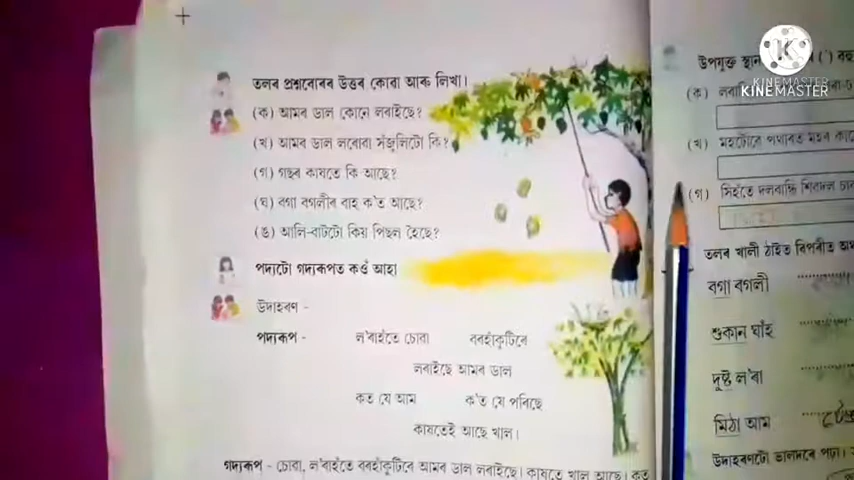 তলৰ প্ৰশ্নবোৰৰ উত্তৰ কোৱা আৰু লিখা।
(ক) আমৰ ডাল কোনে লৰাইছে?
(খ) আমৰ ডাল লৰোৱা সঁজুলিটো কি?
(গ) গছৰ কাষতে কি আছে?
(ঘ) বগা বগলীৰ বাহ ক'ত আছে?
(ঙ) আলি-বাটটো কিয় পিছল হৈছে?
পদ্যটো গদ্যৰূপত কওঁ আহা
উদাহৰণ -
পদ্যৰূপ - ল'ৰাহঁতে চোৱা বৰহাঁকুটিৰে
লৰাইছে আমৰ ডাল
কত যে আম ক'ত যে পৰিছে
কাষতেই আছে খাল।
গদ্যৰূপ - চোৱা, ল'ৰাহঁতে বৰহাঁকুটিৰে আমৰ ডাল লৰাইছে। কাষতে খাল আছে। কত
উপযুক্ত
(ক)
(খ) মহটোৱে পথাৰত মহৰ
(গ) সিহঁতে দলবান্ধি
তলৰ খালী ঠাইত বিপৰীত
বগা বগলী
শুকান ঘাঁহ
দুষ্ট ল'ৰা
মিঠা আম
উদাহৰণটো ভালদৰে পঢ়া।
KINEMASTER
KINEMASTER